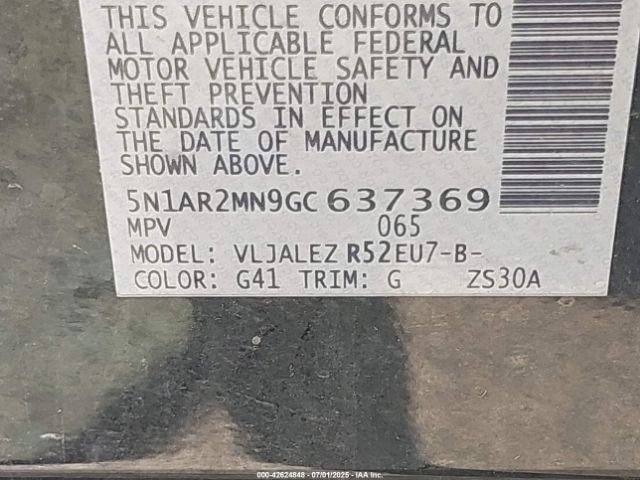 THIS VEHICLE CONFORMS TO
ALL APPLICABLE FEDERAL
MOTOR VEHICLE SAFETY AND
THEFT PREVENTION
STANDARDS IN EFFECT ON
THE DATE OF MANUFACTURE
SHOWN ABOVE.
5N1AR2MN9GC637369
MPV 065
MODEL: VLJALEZ R52EU7-B-
COLOR: G41 TRIM: G ZS30A
000-42624848 - 07/01/2025 - IAA Inc.